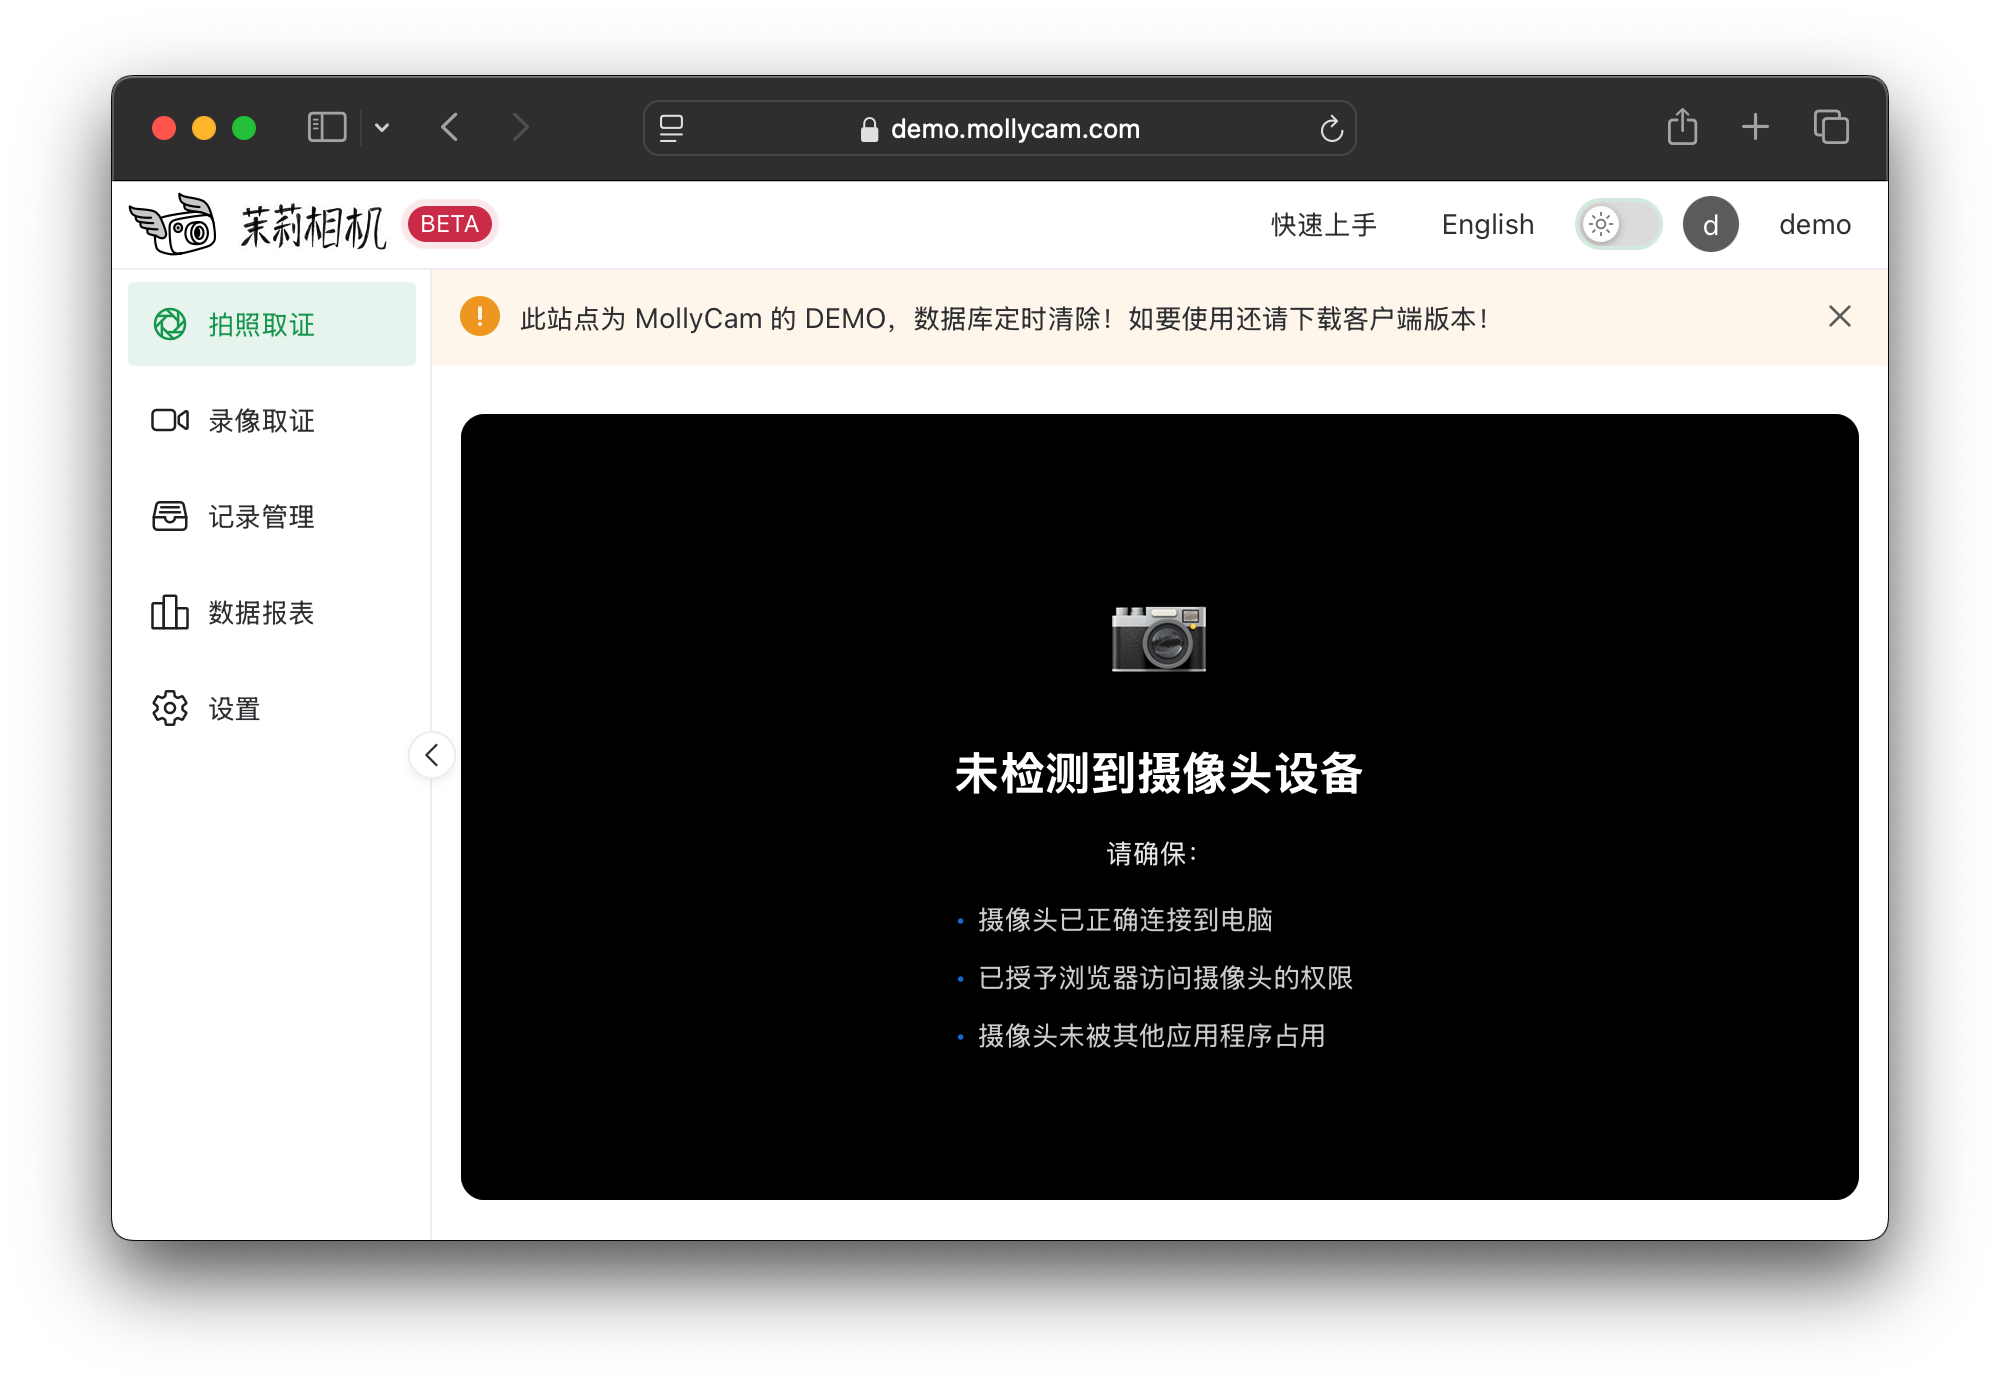 demo.mollycam.com
茉莉相机 BETA
快速上手 English d demo
拍照取证
录像取证
记录管理
数据报表
设置
此站点为 MollyCam 的 DEMO，数据库定时清除！如要使用还请下载客户端版本！
未检测到摄像头设备
请确保：
• 摄像头已正确连接到电脑
• 已授予浏览器访问摄像头的权限
• 摄像头未被其他应用程序占用